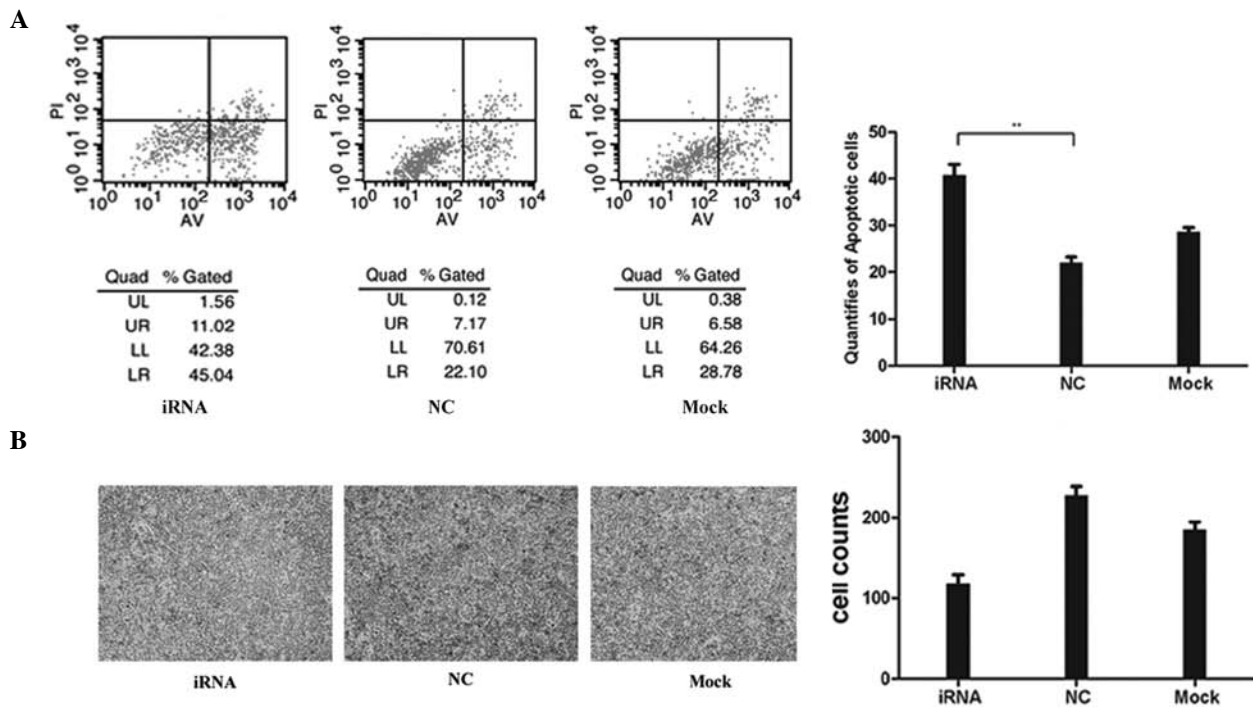 A
PI
10^4
10^3
10^2
10^1
10^0
10^0 10^1 10^2 10^3 10^4
AV
Quad % Gated
UL 1.56
UR 11.02
LL 42.38
LR 45.04
iRNA
PI
10^4
10^3
10^2
10^1
10^0
10^0 10^1 10^2 10^3 10^4
AV
Quad % Gated
UL 0.12
UR 7.17
LL 70.61
LR 22.10
NC
PI
10^4
10^3
10^2
10^1
10^0
10^0 10^1 10^2 10^3 10^4
AV
Quad % Gated
UL 0.38
UR 6.58
LL 64.26
LR 28.78
Mock
Quantifies of Apoptotic cells
50
40
30
20
10
0
**
iRNA NC Mock
B
iRNA
NC
Mock
cell counts
300
200
100
0
iRNA NC Mock